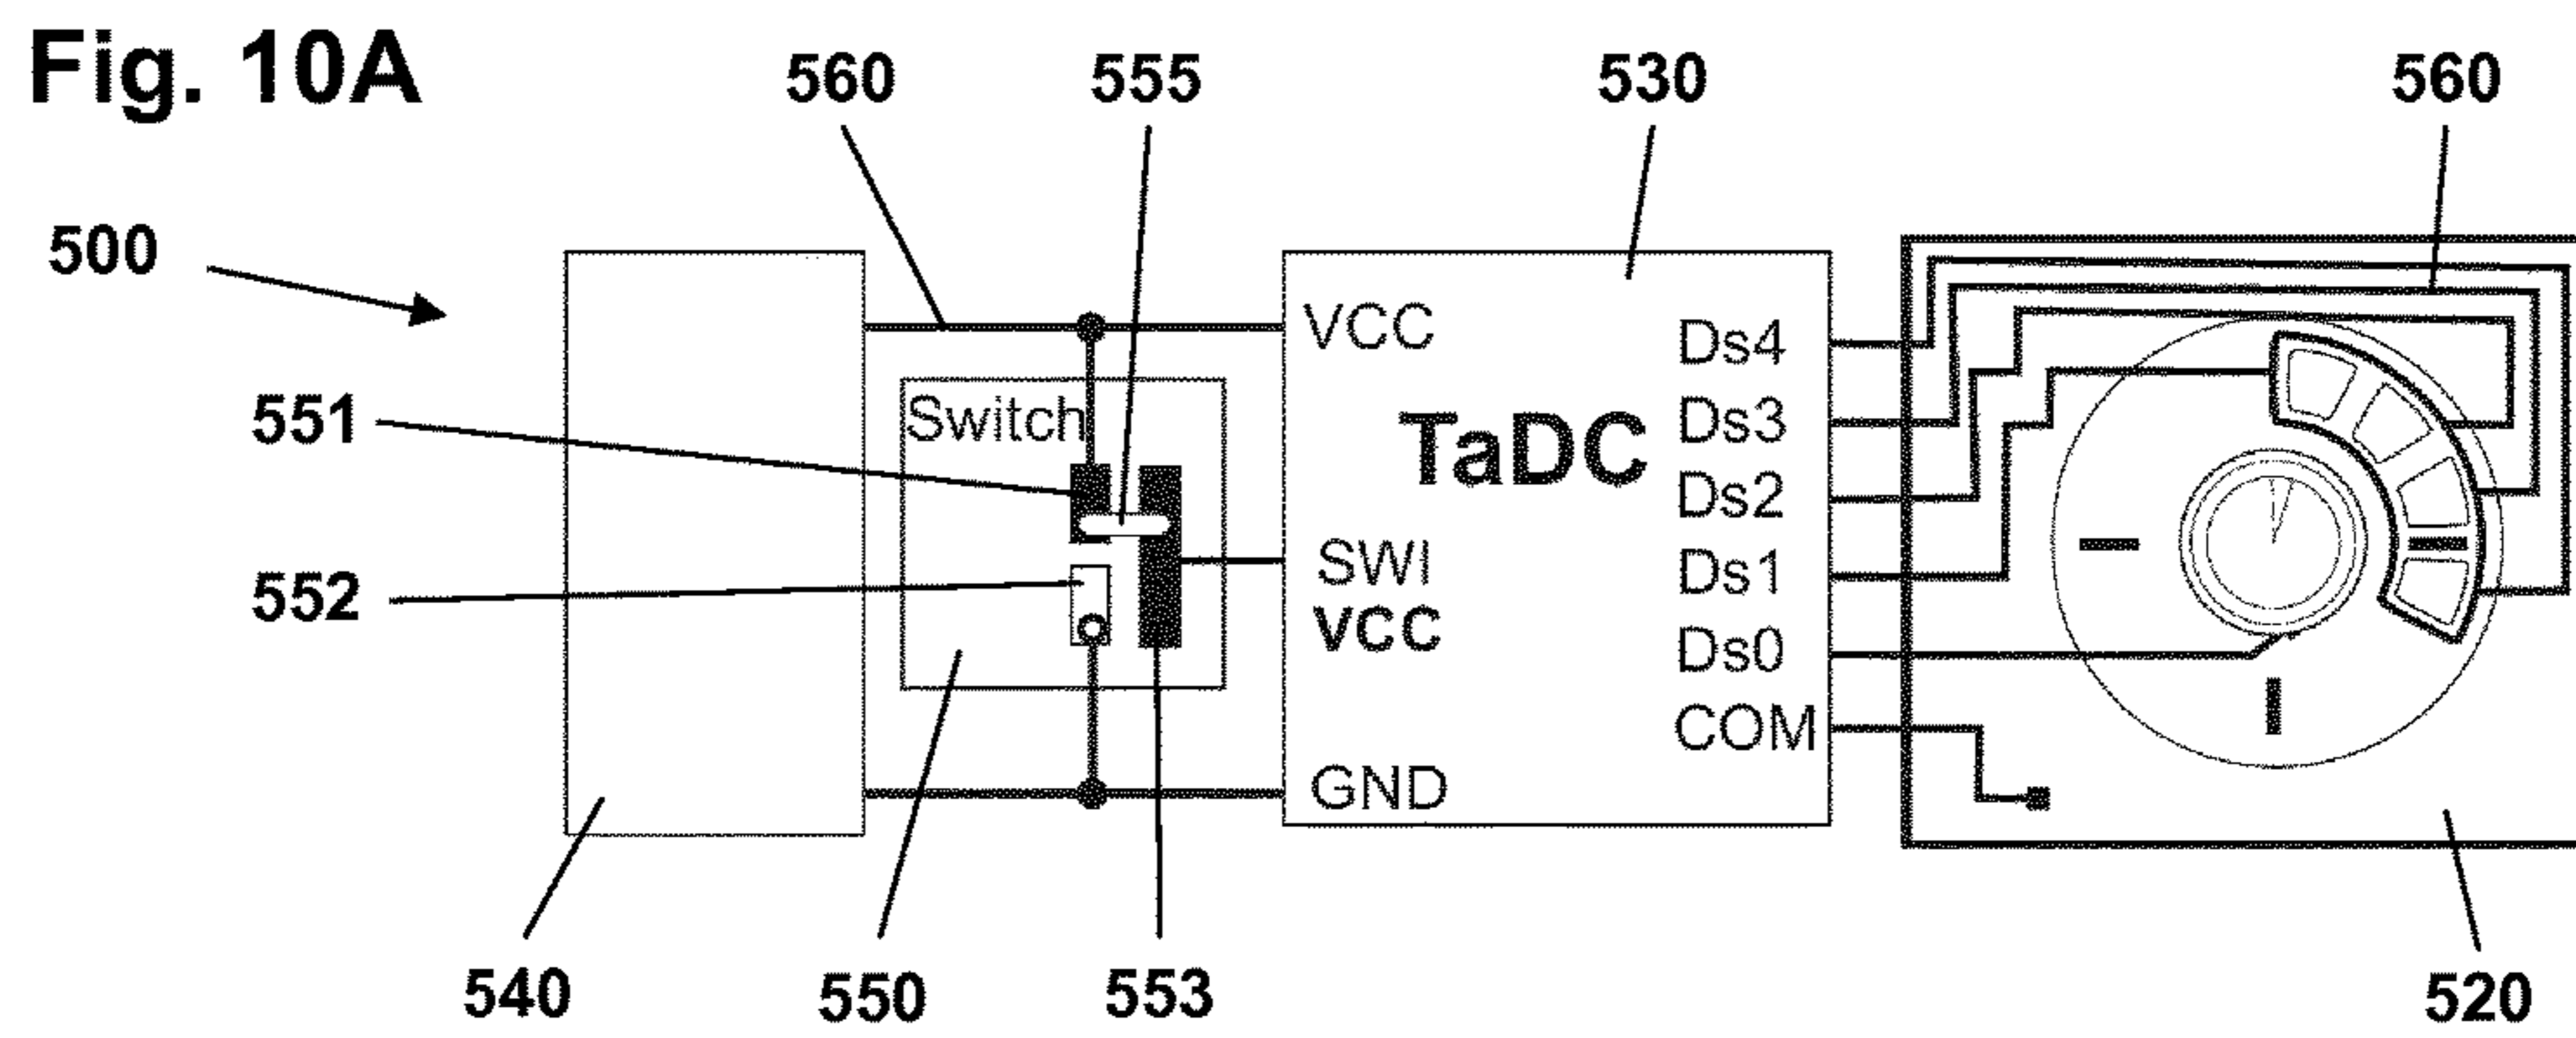 Fig. 10A
560 555 530 560
500
VCC
Ds4
551
Switch
Ds3
TaDC
Ds2
SWI
Ds1
552
VCC
Ds0
COM
GND
540 550 553 520